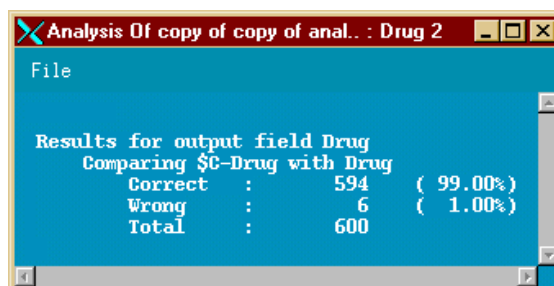 Analysis Of copy of copy of anal.. : Drug 2
File
Results for output field Drug
Comparing $C-Drug with Drug
Correct : 594 ( 99.00%)
Wrong : 6 ( 1.00%)
Total : 600